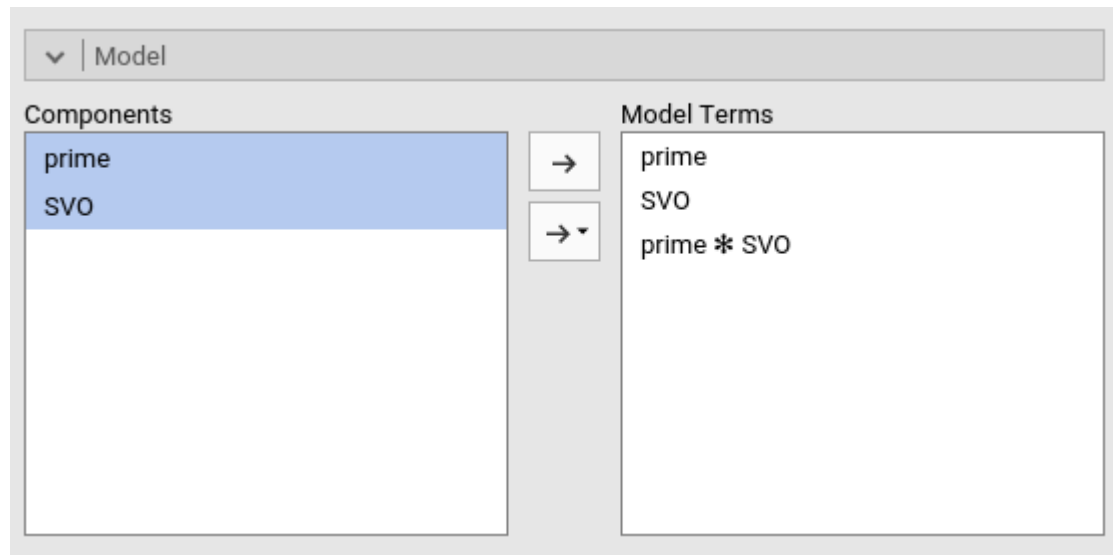 Model
Components
prime
SVO
Model Terms
prime
SVO
prime ✻ SVO